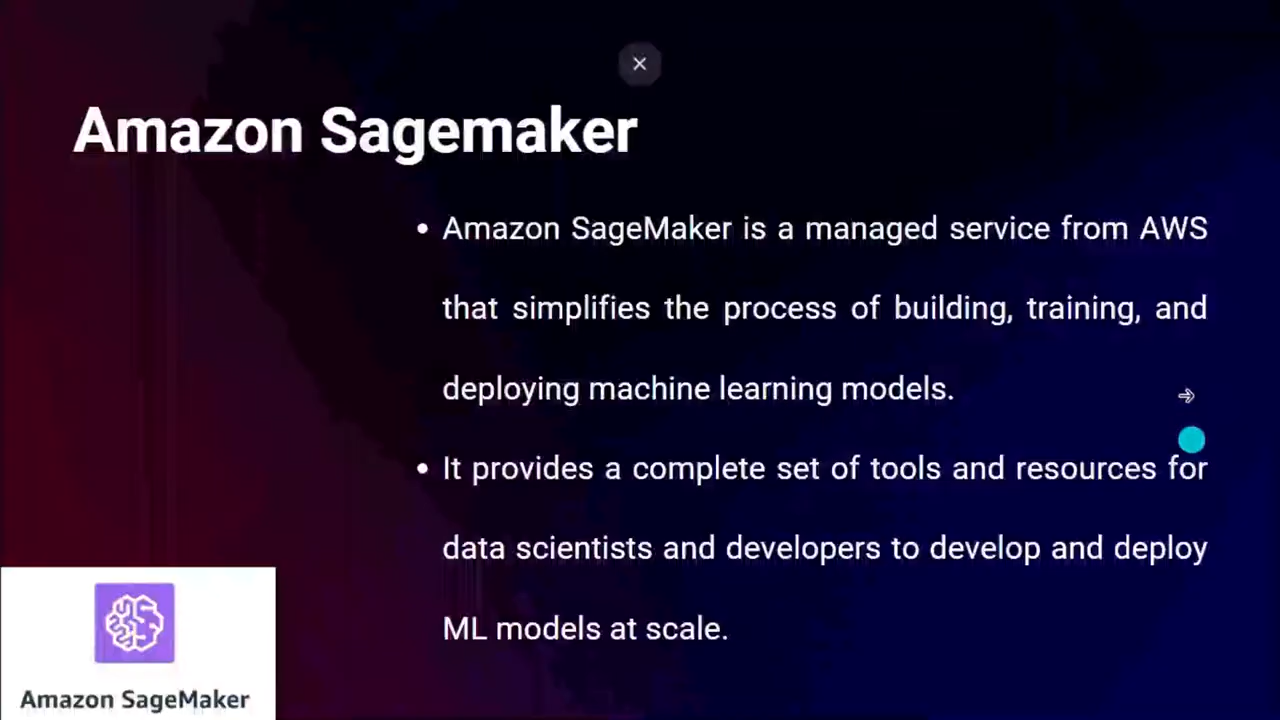 Amazon Sagemaker
• Amazon SageMaker is a managed service from AWS
that simplifies the process of building, training, and
deploying machine learning models.
• It provides a complete set of tools and resources for
data scientists and developers to develop and deploy
ML models at scale.
Amazon SageMaker